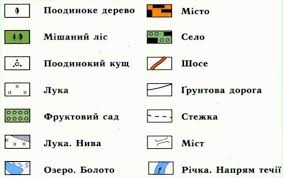 Поодиноке дерево
Мішаний ліс
Поодинокий кущ
Лука
Фруктовий сад
Лука. Нива
Озеро. Болото
Місто
Село
Шосе
Ґрунтова дорога
Стежка
Міст
Річка. Напрям течії